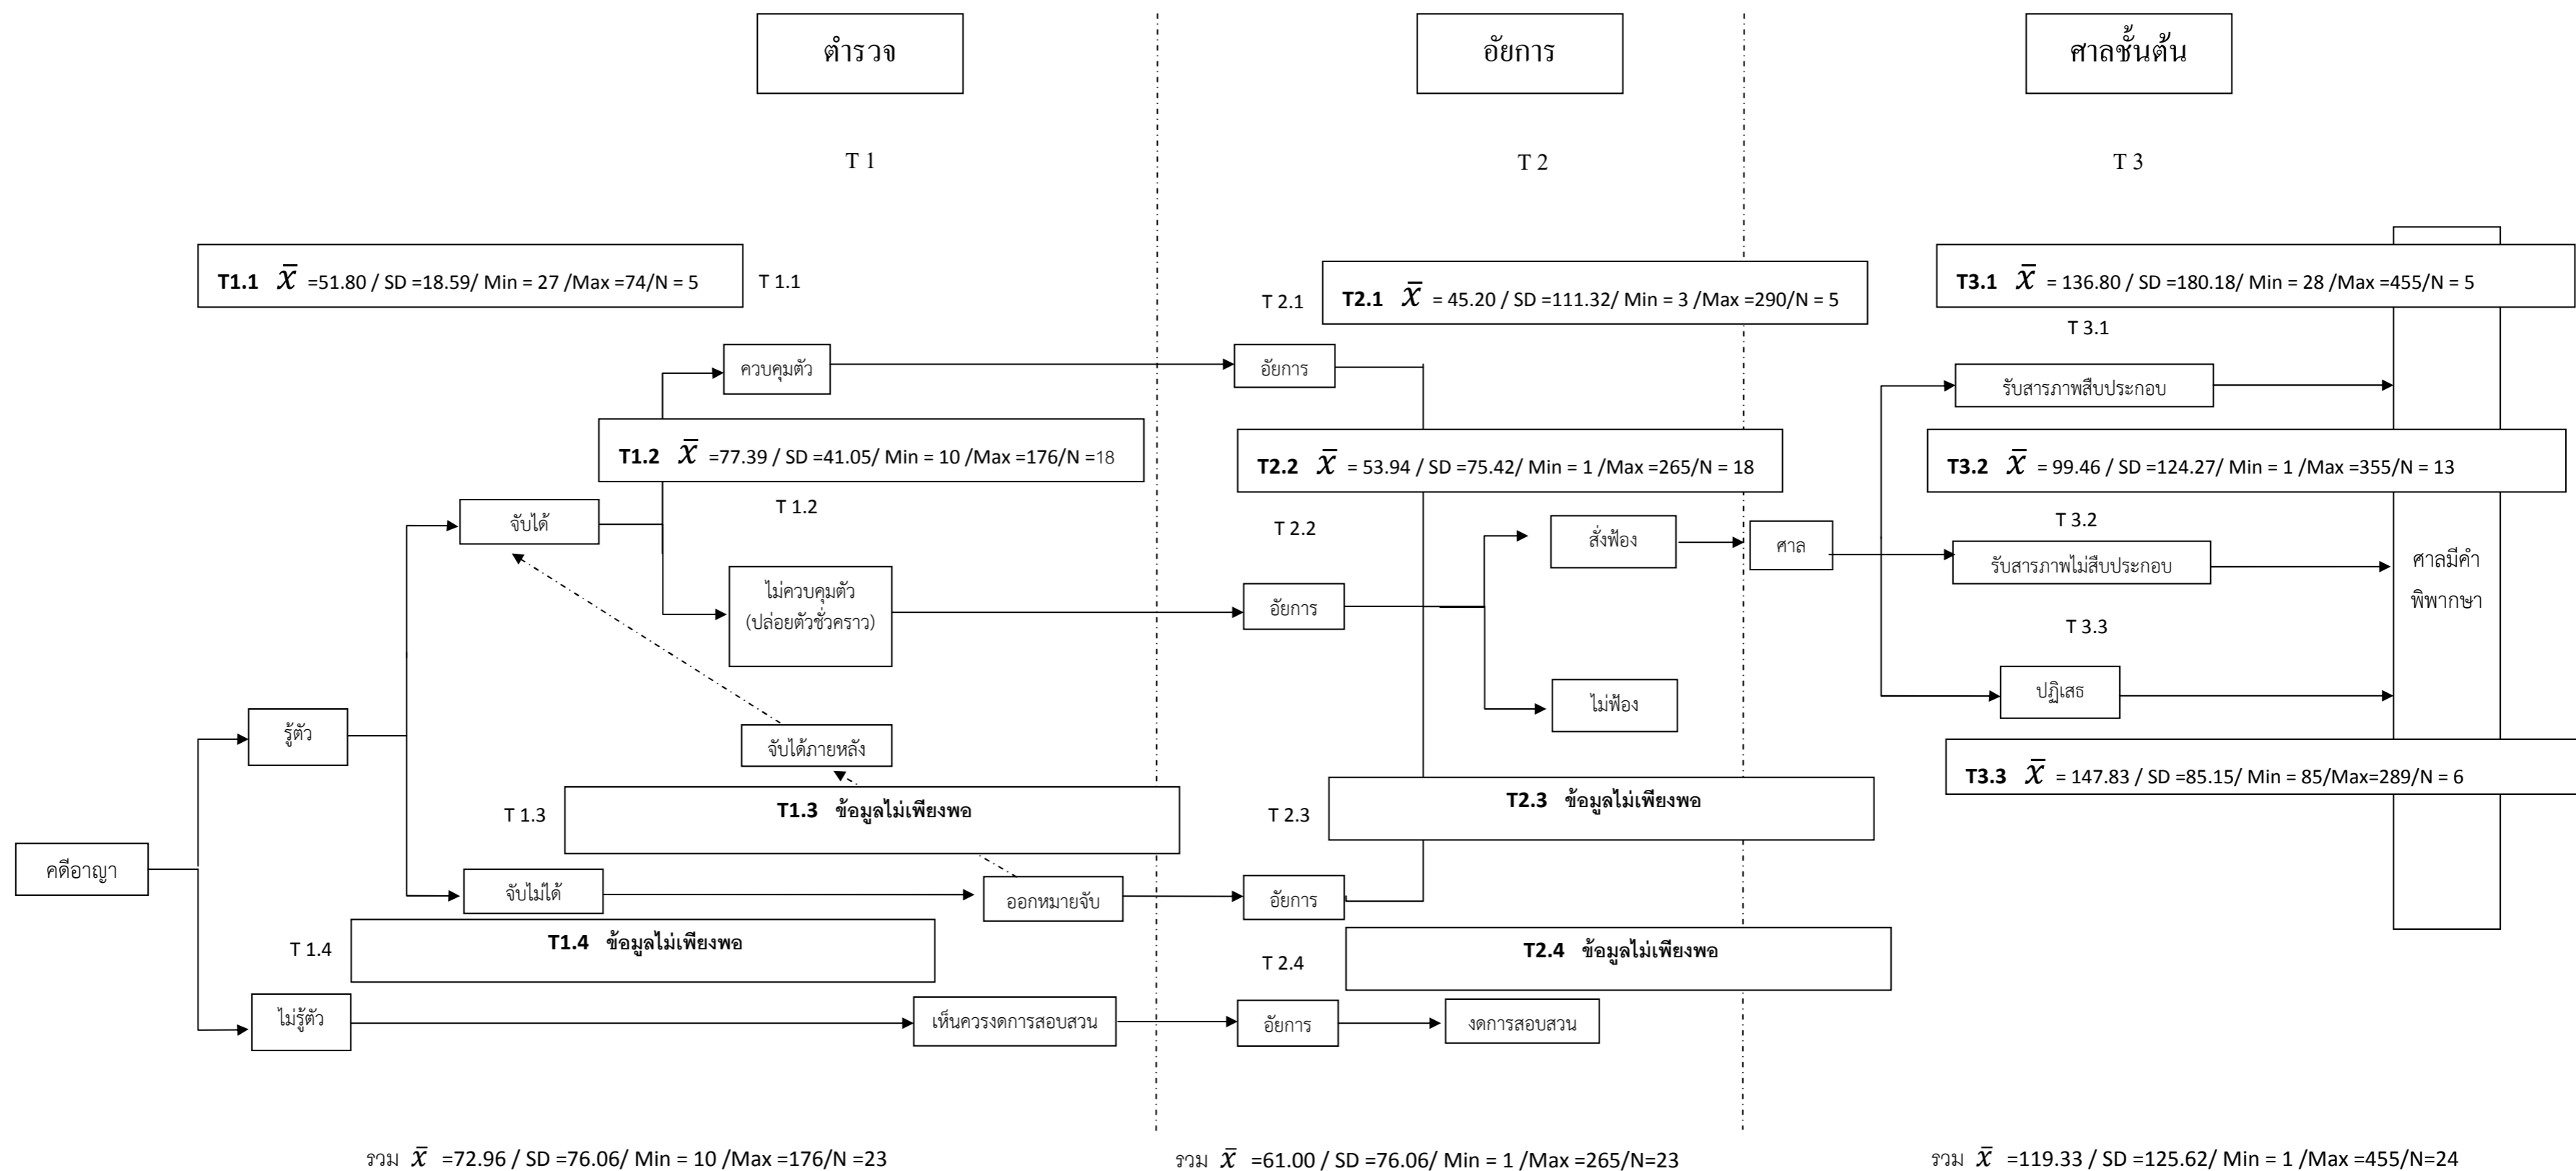 ตำรวจ
อัยการ
ศาลชั้นต้น
T 1
T 2
T 3
T1.1 x̄ =51.80 / SD =18.59/ Min = 27 /Max =74/N = 5
T 1.1
T 2.1
T2.1 x̄ = 45.20 / SD =111.32/ Min = 3 /Max =290/N = 5
T3.1 x̄ = 136.80 / SD =180.18/ Min = 28 /Max =455/N = 5
T 3.1
ควบคุมตัว
อัยการ
รับสารภาพสืบประกอบ
T1.2 x̄ =77.39 / SD =41.05/ Min = 10 /Max =176/N =18
T2.2 x̄ = 53.94 / SD =75.42/ Min = 1 /Max =265/N = 18
T3.2 x̄ = 99.46 / SD =124.27/ Min = 1 /Max =355/N = 13
T 1.2
T 2.2
T 3.2
จับได้
สั่งฟ้อง
ศาล
รับสารภาพไม่สืบประกอบ
ศาลมีคำ
พิพากษา
ไม่ควบคุมตัว
(ปล่อยตัวชั่วคราว)
อัยการ
T 3.3
ปฏิเสธ
ไม่ฟ้อง
รู้ตัว
จับได้ภายหลัง
T3.3 x̄ = 147.83 / SD =85.15/ Min = 85/Max=289/N = 6
T 1.3
T1.3 ข้อมูลไม่เพียงพอ
T 2.3
T2.3 ข้อมูลไม่เพียงพอ
คดีอาญา
จับไม่ได้
ออกหมายจับ
อัยการ
T 1.4
T1.4 ข้อมูลไม่เพียงพอ
T 2.4
T2.4 ข้อมูลไม่เพียงพอ
ไม่รู้ตัว
เห็นควรงดการสอบสวน
อัยการ
งดการสอบสวน
รวม x̄ =72.96 / SD =76.06/ Min = 10 /Max =176/N =23
รวม x̄ =61.00 / SD =76.06/ Min = 1 /Max =265/N=23
รวม x̄ =119.33 / SD =125.62/ Min = 1 /Max =455/N=24